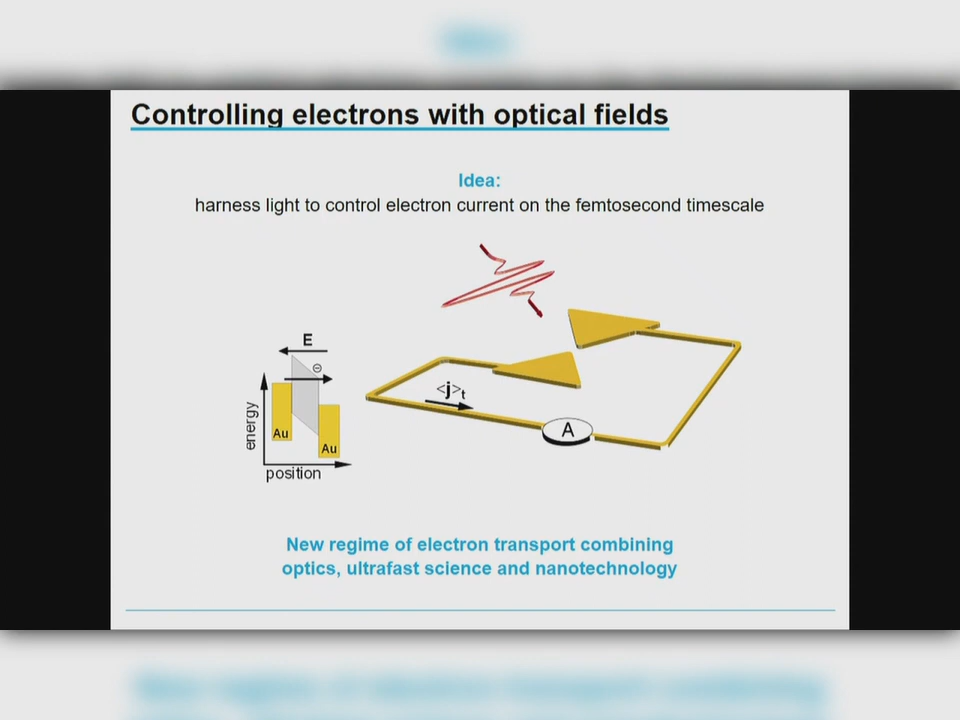 Controlling electrons with optical fields
Idea:
harness light to control electron current on the femtosecond timescale
E
⊖
energy
Au
Au
position
<j>t
A
New regime of electron transport combining
optics, ultrafast science and nanotechnology